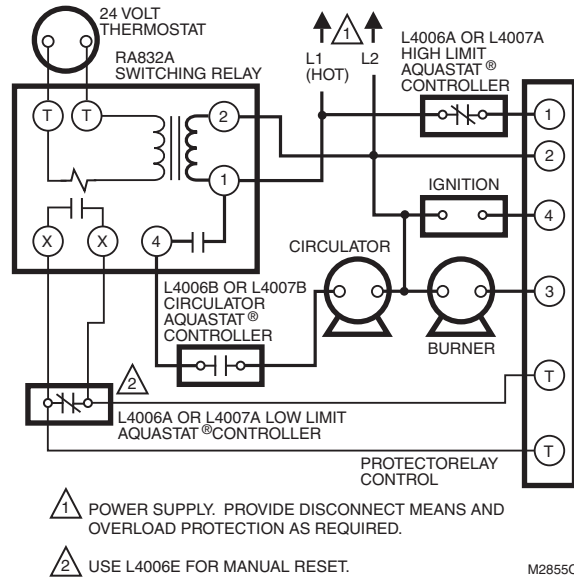 24 VOLT
THERMOSTAT
RA832A
SWITCHING RELAY
1
L1
(HOT)
L2
L4006A OR L4007A
HIGH LIMIT
AQUASTAT ®
CONTROLLER
T
T
2
1
X
X
4
1
2
IGNITION
4
CIRCULATOR
3
BURNER
L4006B OR L4007B
CIRCULATOR
AQUASTAT ®
CONTROLLER
2
T
L4006A OR L4007A LOW LIMIT
AQUASTAT ®CONTROLLER
T
PROTECTORELAY
CONTROL
1 POWER SUPPLY. PROVIDE DISCONNECT MEANS AND
OVERLOAD PROTECTION AS REQUIRED.
2 USE L4006E FOR MANUAL RESET.